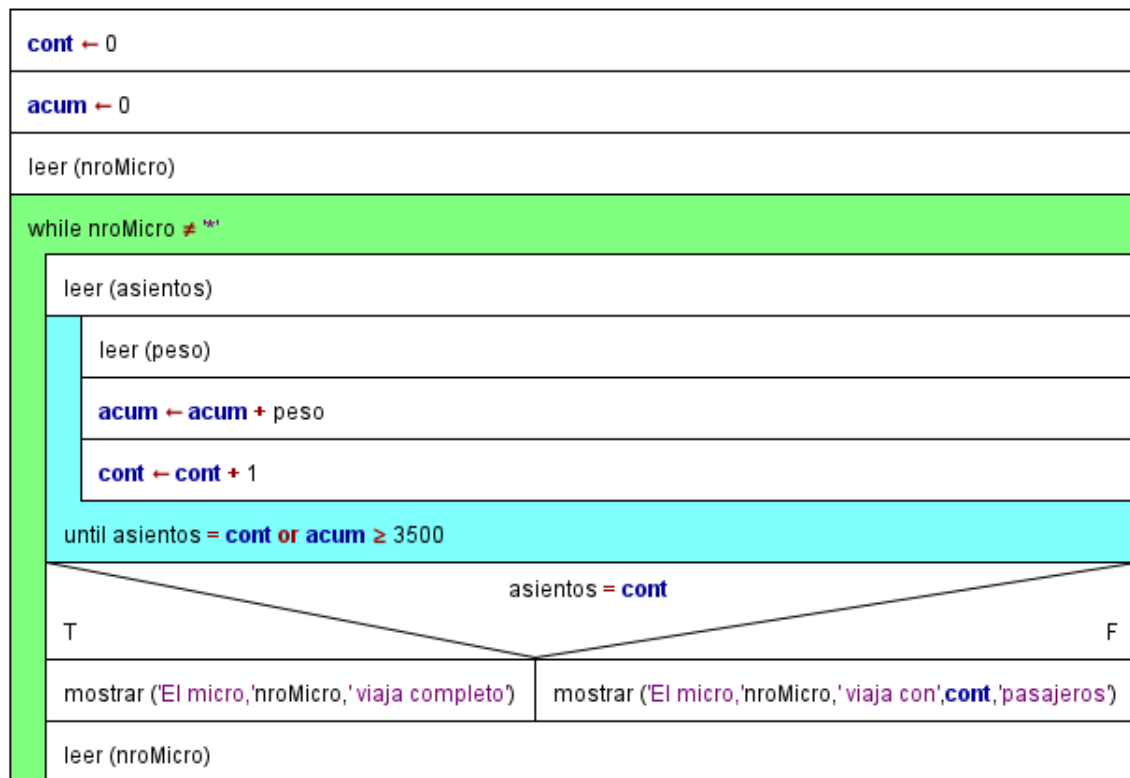 cont ← 0
acum ← 0
leer (nroMicro)
while nroMicro ≠ '*'
leer (asientos)
leer (peso)
acum ← acum + peso
cont ← cont + 1
until asientos = cont or acum ≥ 3500
asientos = cont
T F
mostrar ('El micro,'nroMicro,' viaja completo') mostrar ('El micro,'nroMicro,' viaja con',cont,'pasajeros')
leer (nroMicro)